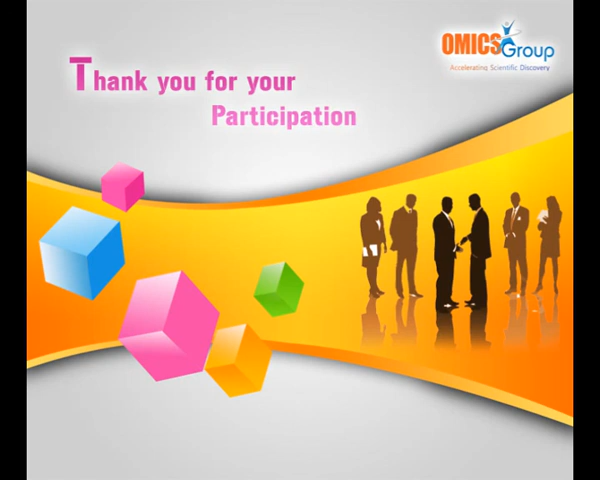 OMICS Group
Accelerating Scientific Discovery
Thank you for your
Participation